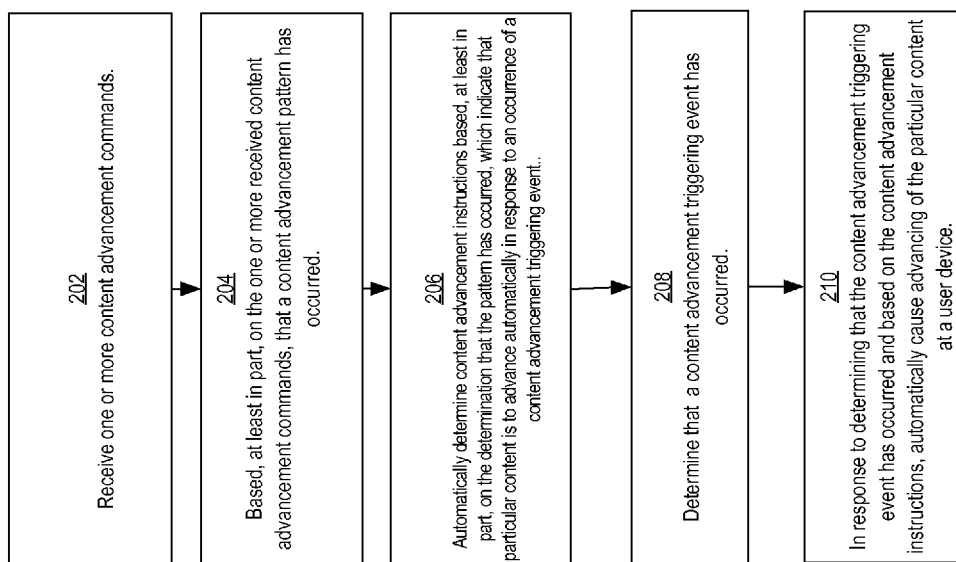 202
Receive one or more content advancement commands.
204
Based, at least in part, on the one or more received content
advancement commands, that a content advancement pattern has
occurred.
206
Automatically determine content advancement instructions based, at least in
part, on the determination that the pattern has occurred, which indicate that
particular content is to advance automatically in response to an occurrence of a
content advancement triggering event..
208
Determine that a content advancement triggering event has
occurred.
210
In response to determining that the content advancement triggering
event has occurred and based on the content advancement
instructions, automatically cause advancing of the particular content
at a user device.